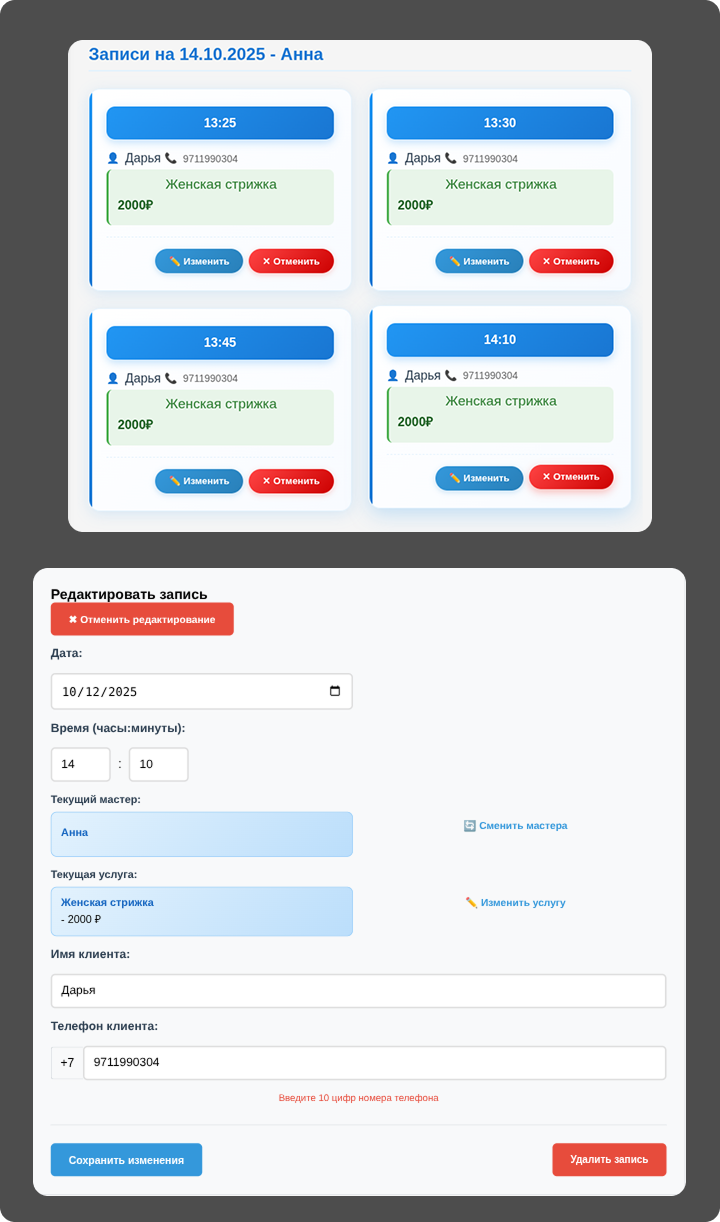 Записи на 14.10.2025 - Анна
13:25
Дарья 9711990304
Женская стрижка
2000₽
Изменить
✕ Отменить
13:30
Дарья 9711990304
Женская стрижка
2000₽
Изменить
✕ Отменить
13:45
Дарья 9711990304
Женская стрижка
2000₽
Изменить
✕ Отменить
14:10
Дарья 9711990304
Женская стрижка
2000₽
Изменить
✕ Отменить
Редактировать запись
✖ Отменить редактирование
Дата:
10/12/2025
Время (часы:минуты):
14 : 10
Текущий мастер:
Анна
Сменить мастера
Текущая услуга:
Женская стрижка
- 2000 ₽
Изменить услугу
Имя клиента:
Дарья
Телефон клиента:
+7 9711990304
Введите 10 цифр номера телефона
Сохранить изменения
Удалить запись